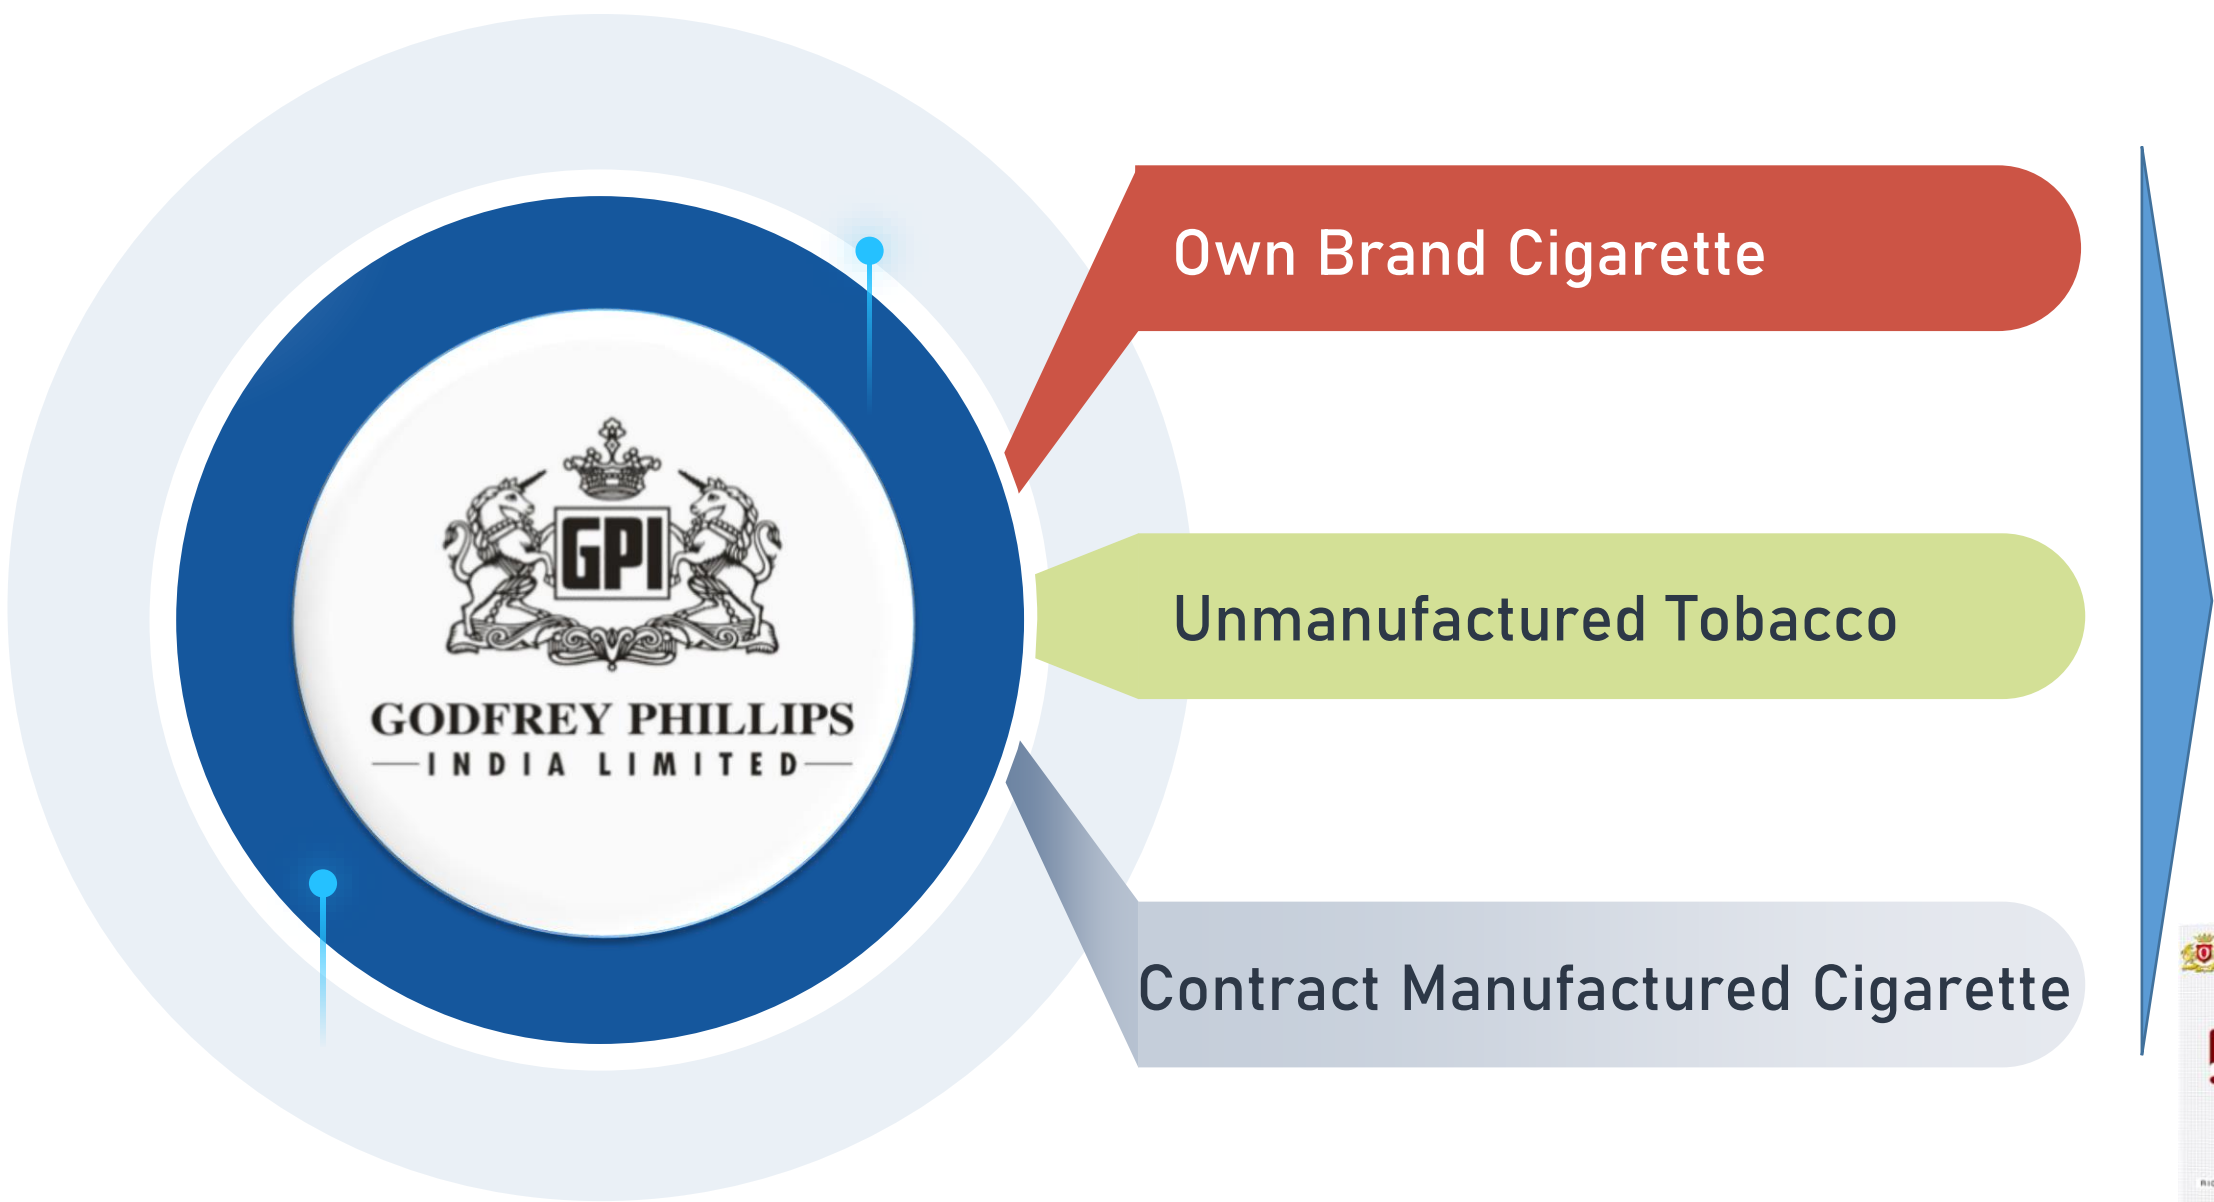 Own Brand Cigarette
GPI
Unmanufactured Tobacco
GODFREY PHILLIPS
INDIA LIMITED
Contract Manufactured Cigarette